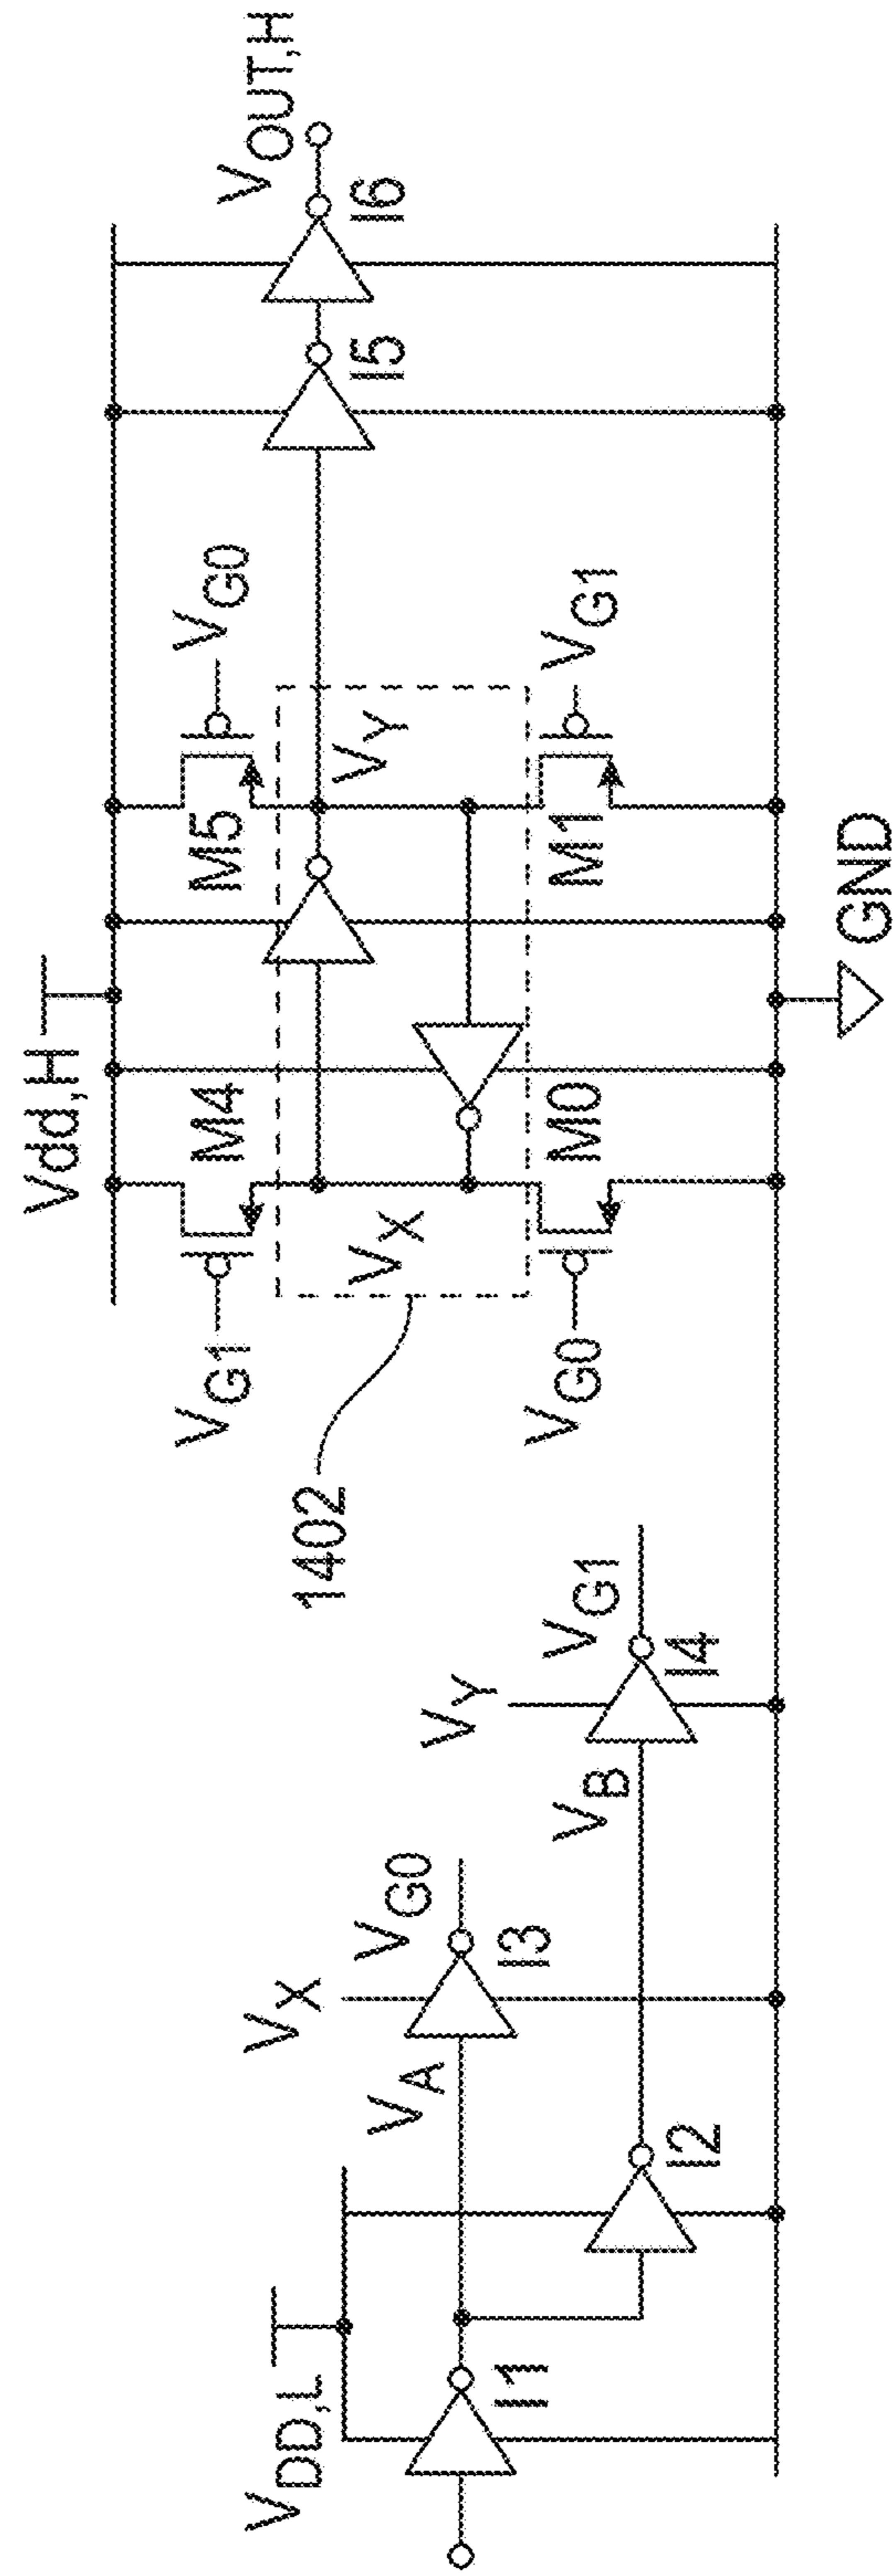 Vdd,H
V_G1
M4
M5
V_G0
V_OUT,H
V_X
V_Y
I5
I6
1402
V_G0
M0
M1
V_G1
V_DD,L
V_X
V_A
V_G0
V_Y
I1
I3
V_B
V_G1
I2
I4
GND